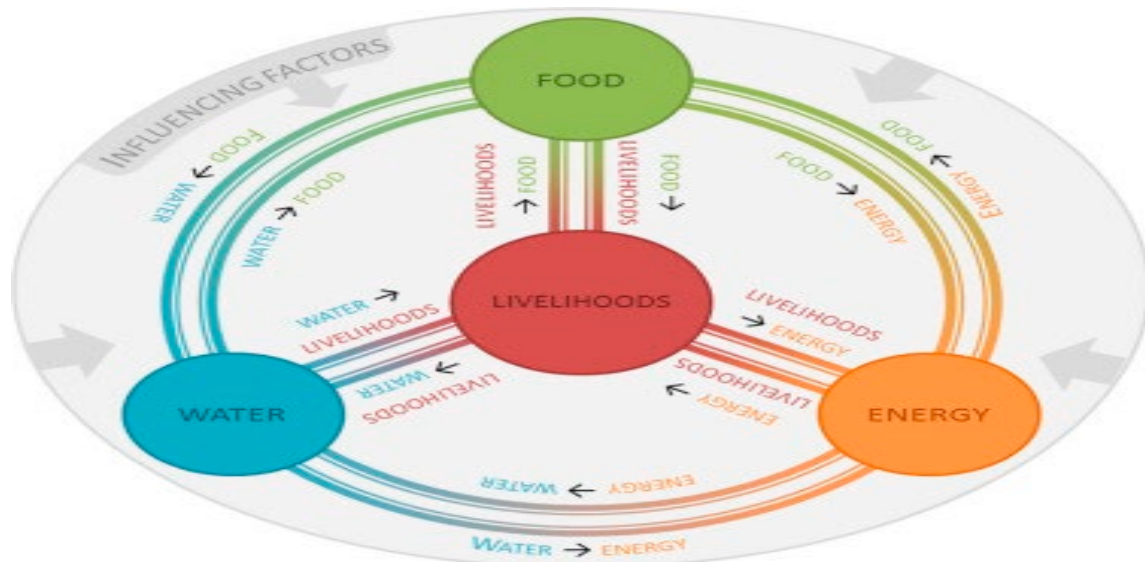 INFLUENCING FACTORS
FOOD
FOOD ← WATER
WATER → FOOD
LIVELIHOODS → FOOD
FOOD → LIVELIHOODS
FOOD → ENERGY
ENERGY → FOOD
WATER → LIVELIHOODS
LIVELIHOODS
LIVELIHOODS → ENERGY
LIVELIHOODS → WATER
ENERGY → LIVELIHOODS
WATER
ENERGY
WATER ← ENERGY
WATER → ENERGY